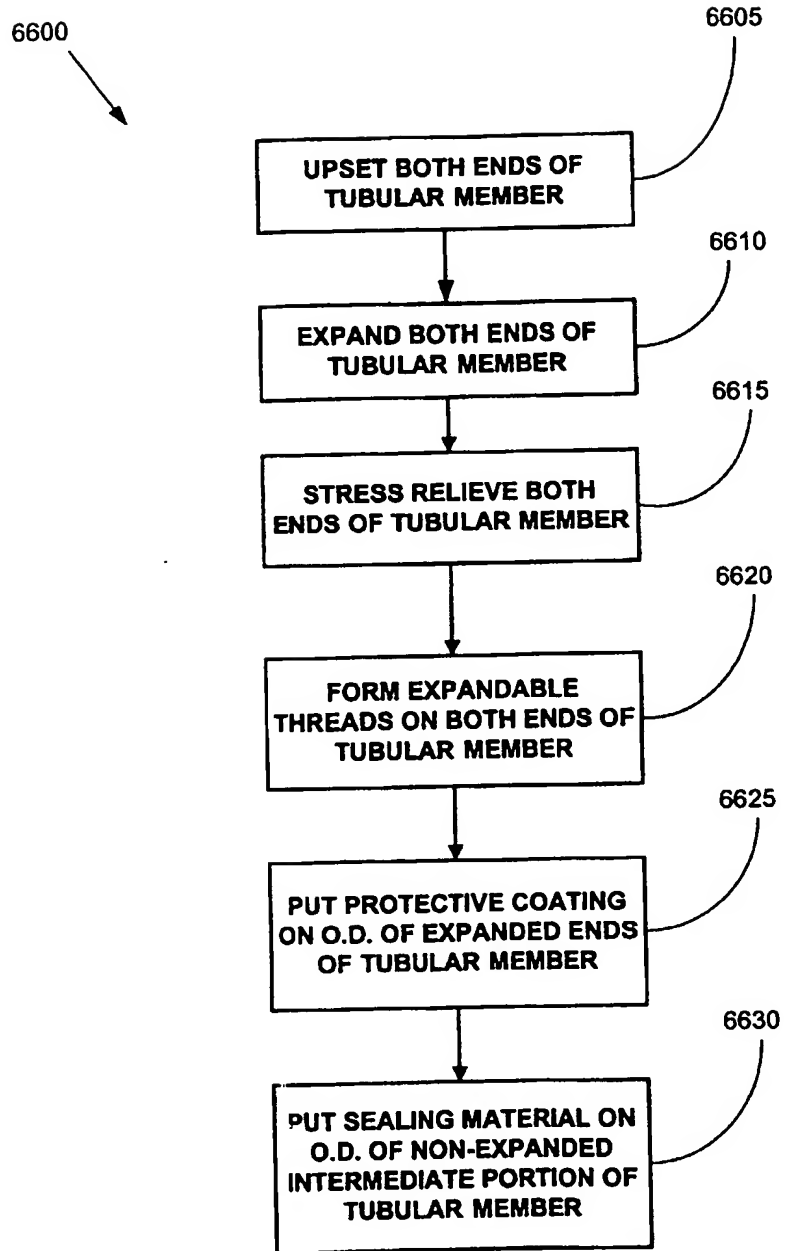 6600
6605
UPSET BOTH ENDS OF
TUBULAR MEMBER
6610
EXPAND BOTH ENDS OF
TUBULAR MEMBER
6615
STRESS RELIEVE BOTH
ENDS OF TUBULAR MEMBER
6620
FORM EXPANDABLE
THREADS ON BOTH ENDS OF
TUBULAR MEMBER
6625
PUT PROTECTIVE COATING
ON O.D. OF EXPANDED ENDS
OF TUBULAR MEMBER
6630
PUT SEALING MATERIAL ON
O.D. OF NON-EXPANDED
INTERMEDIATE PORTION OF
TUBULAR MEMBER